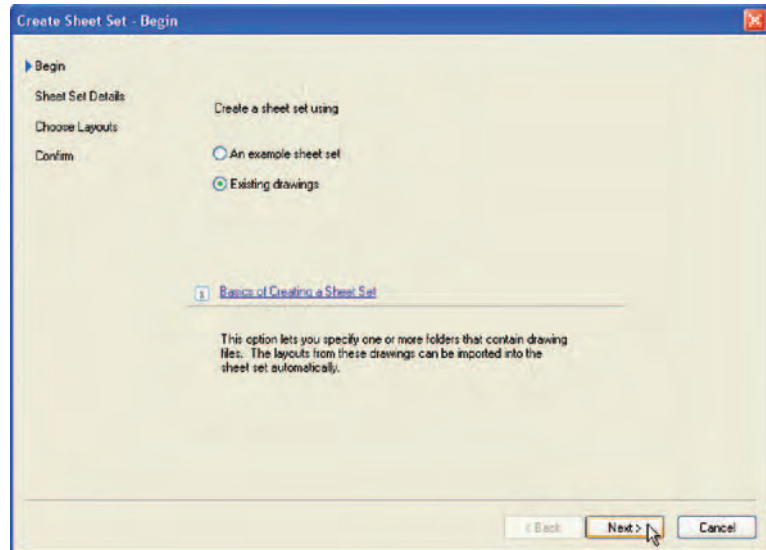 Create Sheet Set - Begin
Begin
Sheet Set Details
Choose Layouts
Confirm
Create a sheet set using
An example sheet set
Existing drawings
Basics of Creating a Sheet Set
This option lets you specify one or more folders that contain drawing
files. The layouts from these drawings can be imported into the
sheet set automatically.
< Back
Next >
Cancel